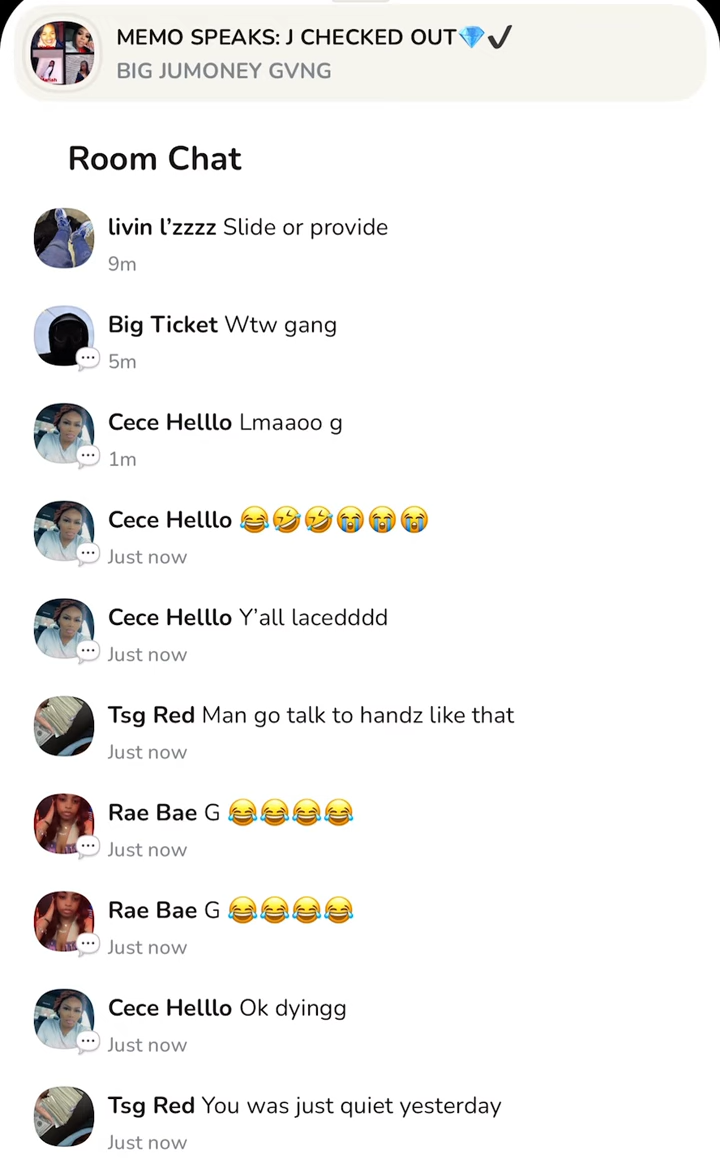 MEMO SPEAKS: J CHECKED OUT💎✔️
BIG JUMONEY GVNG
Room Chat
livin l’zzzz Slide or provide
9m
Big Ticket Wtw gang
5m
Cece Helllo Lmaaoo g
1m
Cece Helllo 😂🤣🤣😭😭😭
Just now
Cece Helllo Y’all lacedddd
Just now
Tsg Red Man go talk to handz like that
Just now
Rae Bae G 😂😂😂😂
Just now
Rae Bae G 😂😂😂😂
Just now
Cece Helllo Ok dyingg
Just now
Tsg Red You was just quiet yesterday
Just now